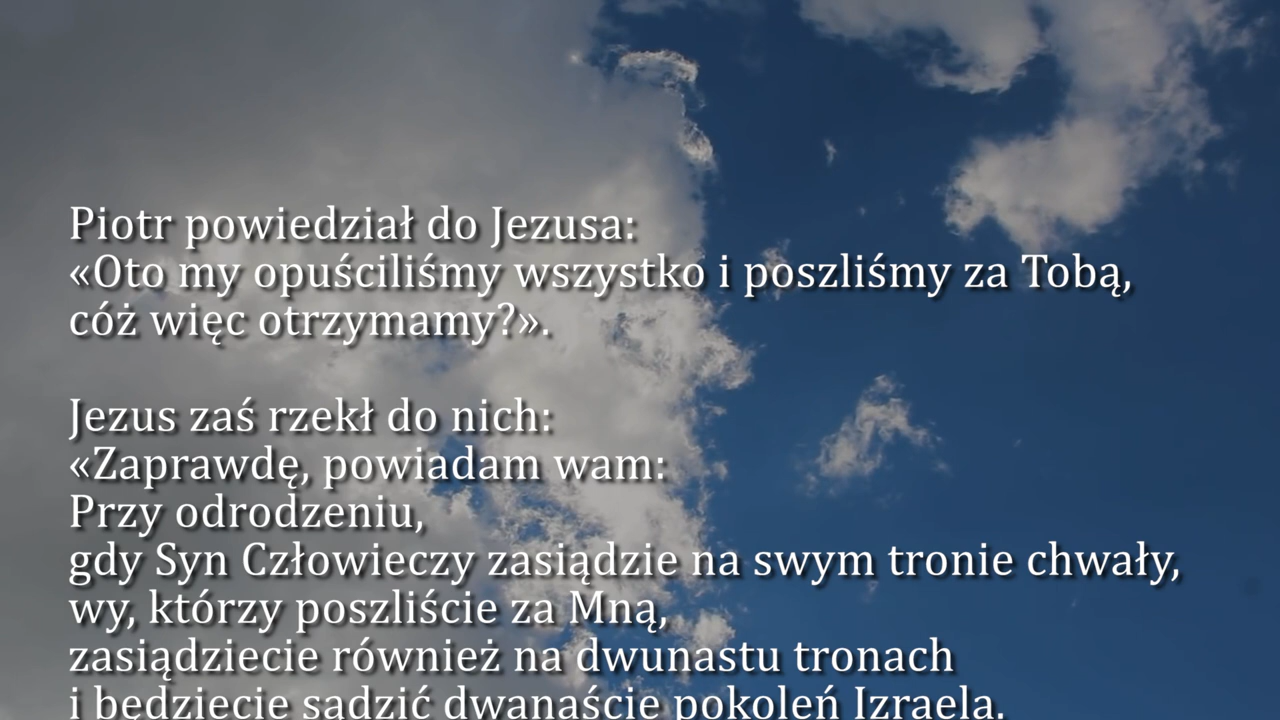 Piotr powiedział do Jezusa:
«Oto my opuściliśmy wszystko i poszliśmy za Tobą,
cóż więc otrzymamy?».
Jezus zaś rzekł do nich:
«Zaprawdę, powiadam wam:
Przy odrodzeniu,
gdy Syn Człowieczy zasiądzie na swym tronie chwały,
wy, którzy poszliście za Mną,
zasiądziecie również na dwunastu tronach
i będziecie sądzić dwanaście pokoleń Izraela.